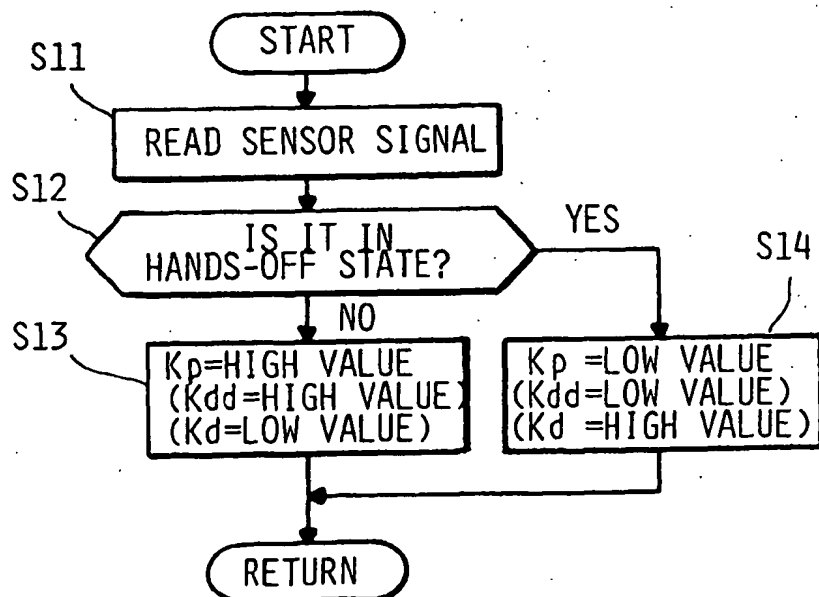 START
S11
READ SENSOR SIGNAL
S12
IS IT IN
HANDS-OFF STATE?
YES
S14
NO
S13
Kp=HIGH VALUE
(Kdd=HIGH VALUE)
(Kd=LOW VALUE)
Kp =LOW VALUE
(Kdd=LOW VALUE)
(Kd =HIGH VALUE)
RETURN